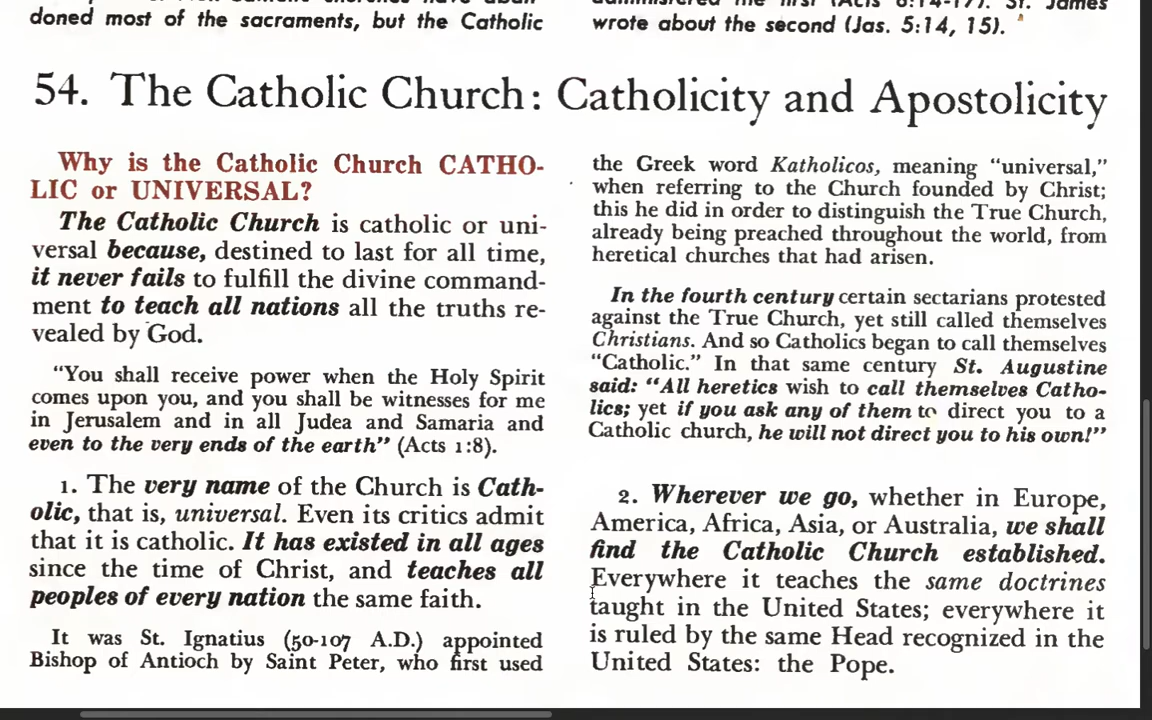 doned most of the sacraments, but the Catholic
wrote about the second (Jas. 5:14, 15).
54. The Catholic Church: Catholicity and Apostolicity
Why is the Catholic Church CATHO-
LIC or UNIVERSAL?
The Catholic Church is catholic or uni-
versal because, destined to last for all time,
it never fails to fulfill the divine command-
ment to teach all nations all the truths re-
vealed by God.
"You shall receive power when the Holy Spirit
comes upon you, and you shall be witnesses for me
in Jerusalem and in all Judea and Samaria and
even to the very ends of the earth" (Acts 1:8).
1. The very name of the Church is Cath-
olic, that is, universal. Even its critics admit
that it is catholic. It has existed in all ages
since the time of Christ, and teaches all
peoples of every nation the same faith.
It was St. Ignatius (50-107 A.D.) appointed
Bishop of Antioch by Saint Peter, who first used
the Greek word Katholicos, meaning "universal,"
when referring to the Church founded by Christ;
this he did in order to distinguish the True Church,
already being preached throughout the world, from
heretical churches that had arisen.
In the fourth century certain sectarians protested
against the True Church, yet still called themselves
Christians. And so Catholics began to call themselves
"Catholic." In that same century St. Augustine
said: "All heretics wish to call themselves Catho-
lics; yet if you ask any of them to direct you to a
Catholic church, he will not direct you to his own!"
2. Wherever we go, whether in Europe,
America, Africa, Asia, or Australia, we shall
find the Catholic Church established.
Everywhere it teaches the same doctrines
taught in the United States; everywhere it
is ruled by the same Head recognized in the
United States: the Pope.